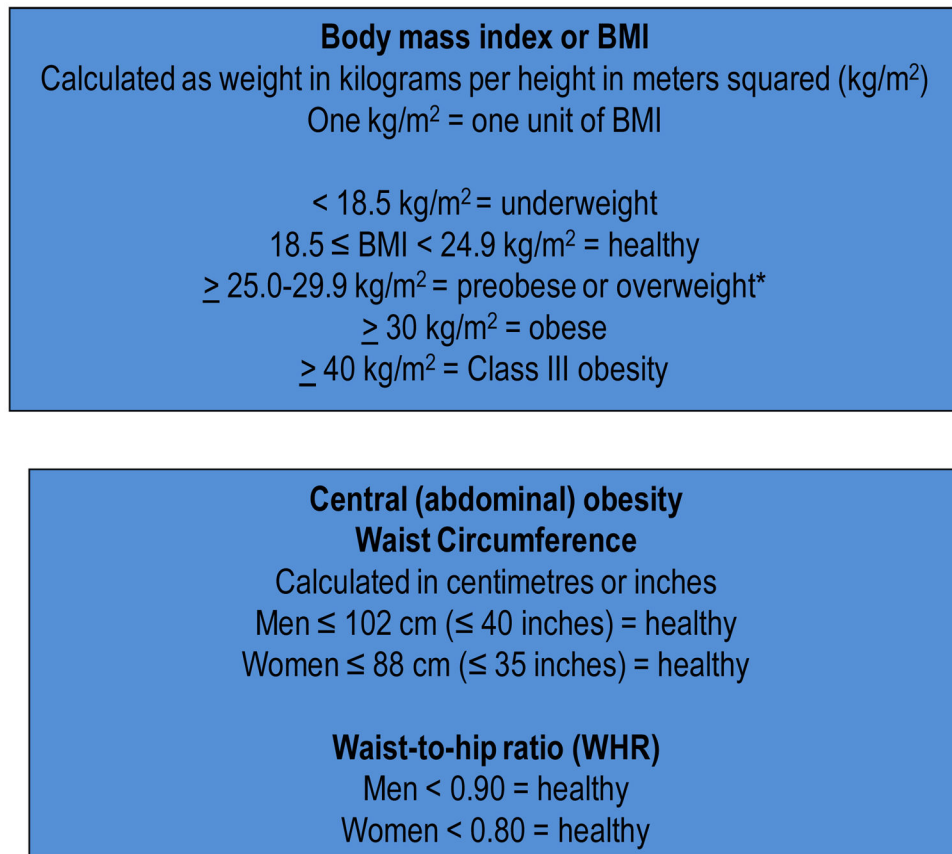 Body mass index or BMI
Calculated as weight in kilograms per height in meters squared (kg/m²)
One kg/m² = one unit of BMI
< 18.5 kg/m² = underweight
18.5 ≤ BMI < 24.9 kg/m² = healthy
≥ 25.0-29.9 kg/m² = preobese or overweight*
≥ 30 kg/m² = obese
≥ 40 kg/m² = Class III obesity
Central (abdominal) obesity
Waist Circumference
Calculated in centimetres or inches
Men ≤ 102 cm (≤ 40 inches) = healthy
Women ≤ 88 cm (≤ 35 inches) = healthy
Waist-to-hip ratio (WHR)
Men < 0.90 = healthy
Women < 0.80 = healthy